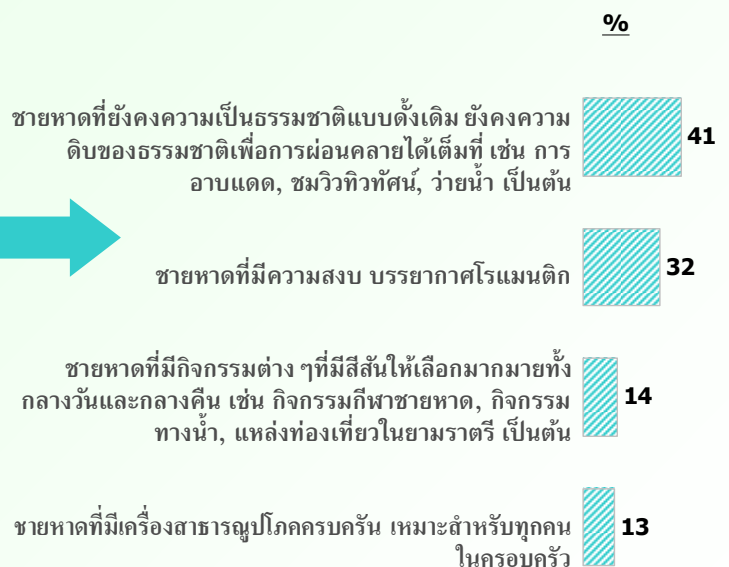 %
ชายหาดที่ยังคงความเป็นธรรมชาติแบบดั้งเดิม ยังคงความ
ดิบของธรรมชาติเพื่อการผ่อนคลายได้เต็มที่ เช่น การ
อาบแดด, ชมวิวทิวทัศน์, ว่ายน้ำ เป็นต้น
41
ชายหาดที่มีความสงบ บรรยากาศโรแมนติก
32
ชายหาดที่มีกิจกรรมต่าง ๆที่มีสีสันให้เลือกมากมายทั้ง
กลางวันและกลางคืน เช่น กิจกรรมกีฬาชายหาด, กิจกรรม
ทางน้ำ, แหล่งท่องเที่ยวในยามราตรี เป็นต้น
14
ชายหาดที่มีเครื่องสาธารณูปโภคครบครัน เหมาะสำหรับทุกคน
ในครอบครัว
13